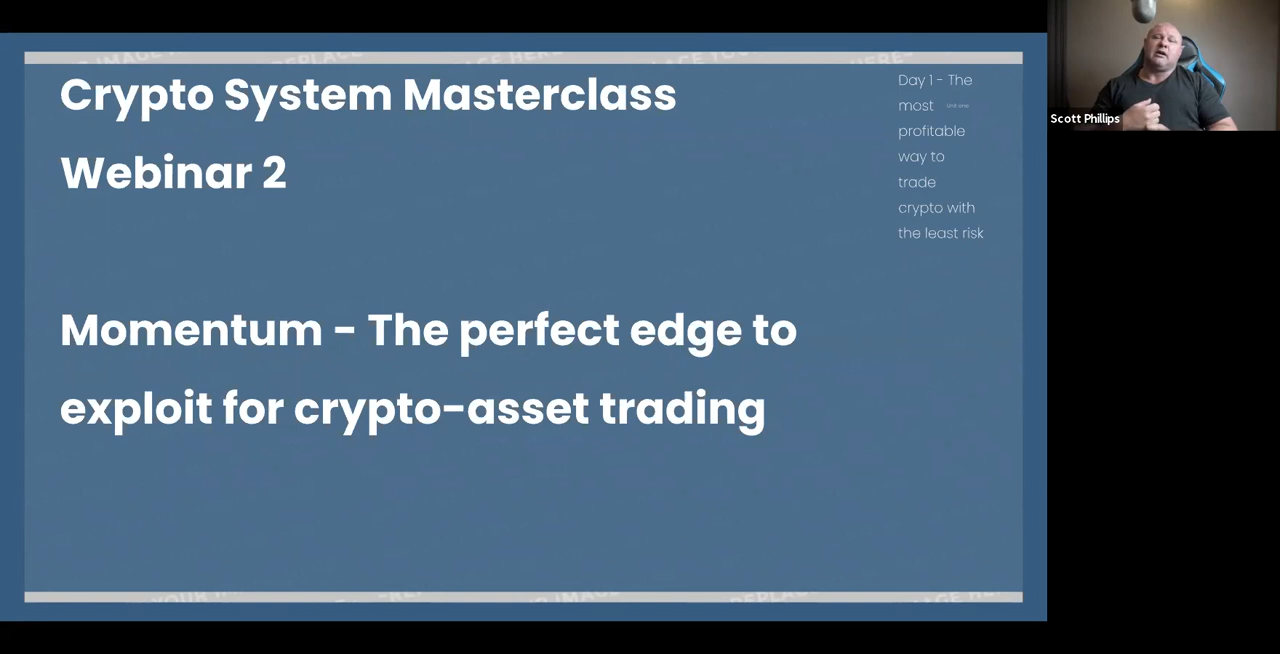 Crypto System Masterclass
Webinar 2
Momentum - The perfect edge to
exploit for crypto-asset trading
Day 1 - The
most
profitable
way to
trade
crypto with
the least risk
Scott Phillips